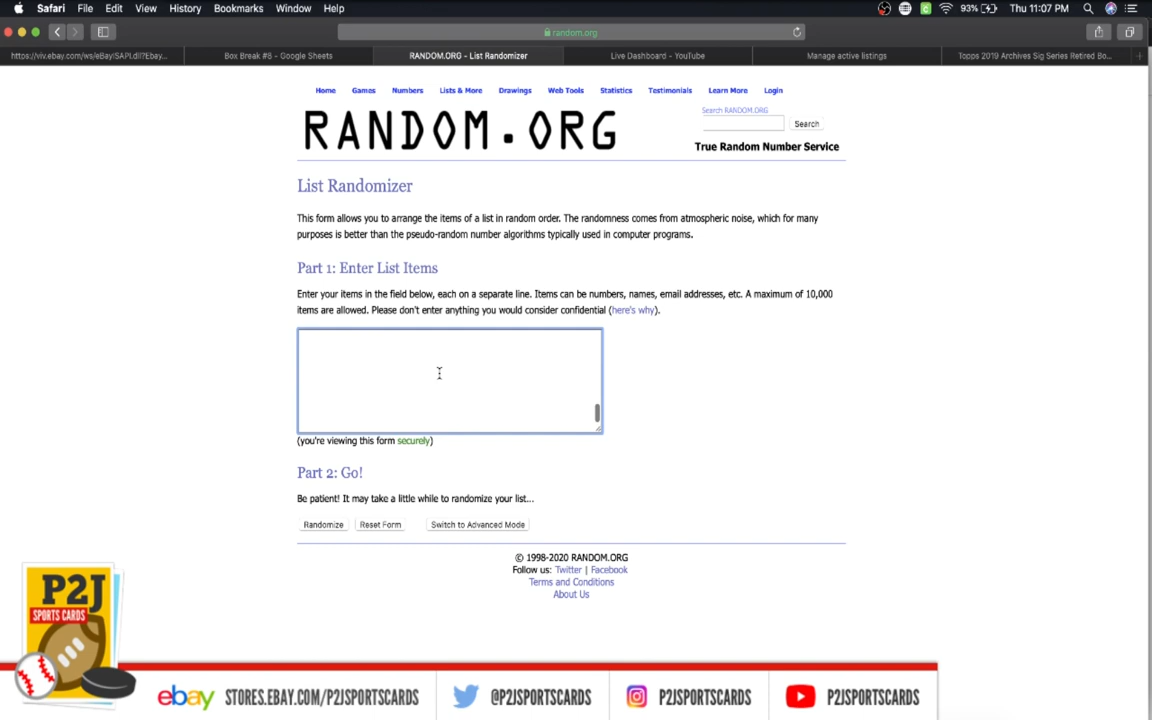 Safari File Edit View History Bookmarks Window Help 93% Thu 11:07 PM
random.org
https://viv.ebay.com/ws/eBayISAPI.dll?Ebay... Box Break #8 – Google Sheets RANDOM.ORG - List Randomizer Live Dashboard - YouTube Manage active listings Topps 2019 Archives Sig Series Retired Bo...
Home Games Numbers Lists & More Drawings Web Tools Statistics Testimonials Learn More Login
RANDOM.ORG
Search RANDOM.ORG
Search
True Random Number Service
List Randomizer
This form allows you to arrange the items of a list in random order. The randomness comes from atmospheric noise, which for many
purposes is better than the pseudo-random number algorithms typically used in computer programs.
Part 1: Enter List Items
Enter your items in the field below, each on a separate line. Items can be numbers, names, email addresses, etc. A maximum of 10,000
items are allowed. Please don't enter anything you would consider confidential (here's why).
(you're viewing this form securely)
Part 2: Go!
Be patient! It may take a little while to randomize your list...
Randomize Reset Form Switch to Advanced Mode
© 1998-2020 RANDOM.ORG
Follow us: Twitter | Facebook
Terms and Conditions
About Us
P2J
SPORTS CARDS
ebay STORES.EBAY.COM/P2JSPORTSCARDS @P2JSPORTSCARDS P2JSPORTSCARDS P2JSPORTSCARDS